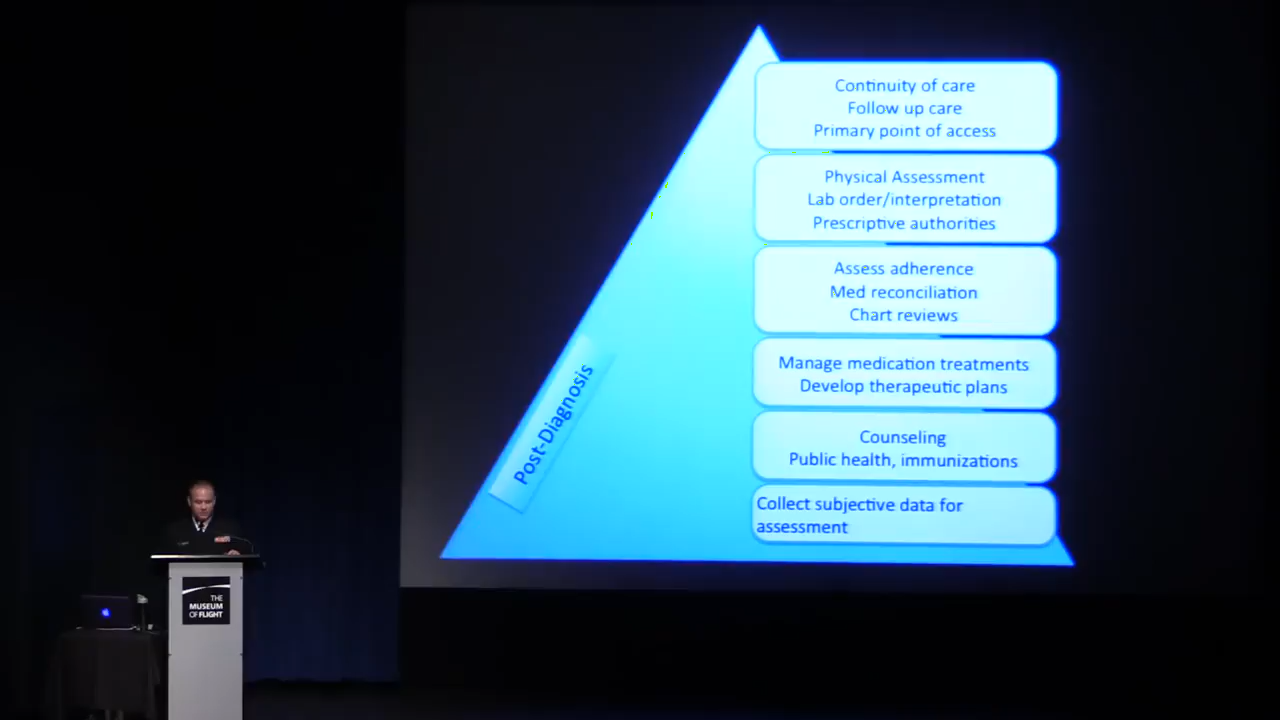 Continuity of care
Follow up care
Primary point of access
Physical Assessment
Lab order/interpretation
Prescriptive authorities
Assess adherence
Med reconciliation
Chart reviews
Manage medication treatments
Develop therapeutic plans
Post-Diagnosis
Counseling
Public health, immunizations
Collect subjective data for
assessment
THE
MUSEUM
OF FLIGHT